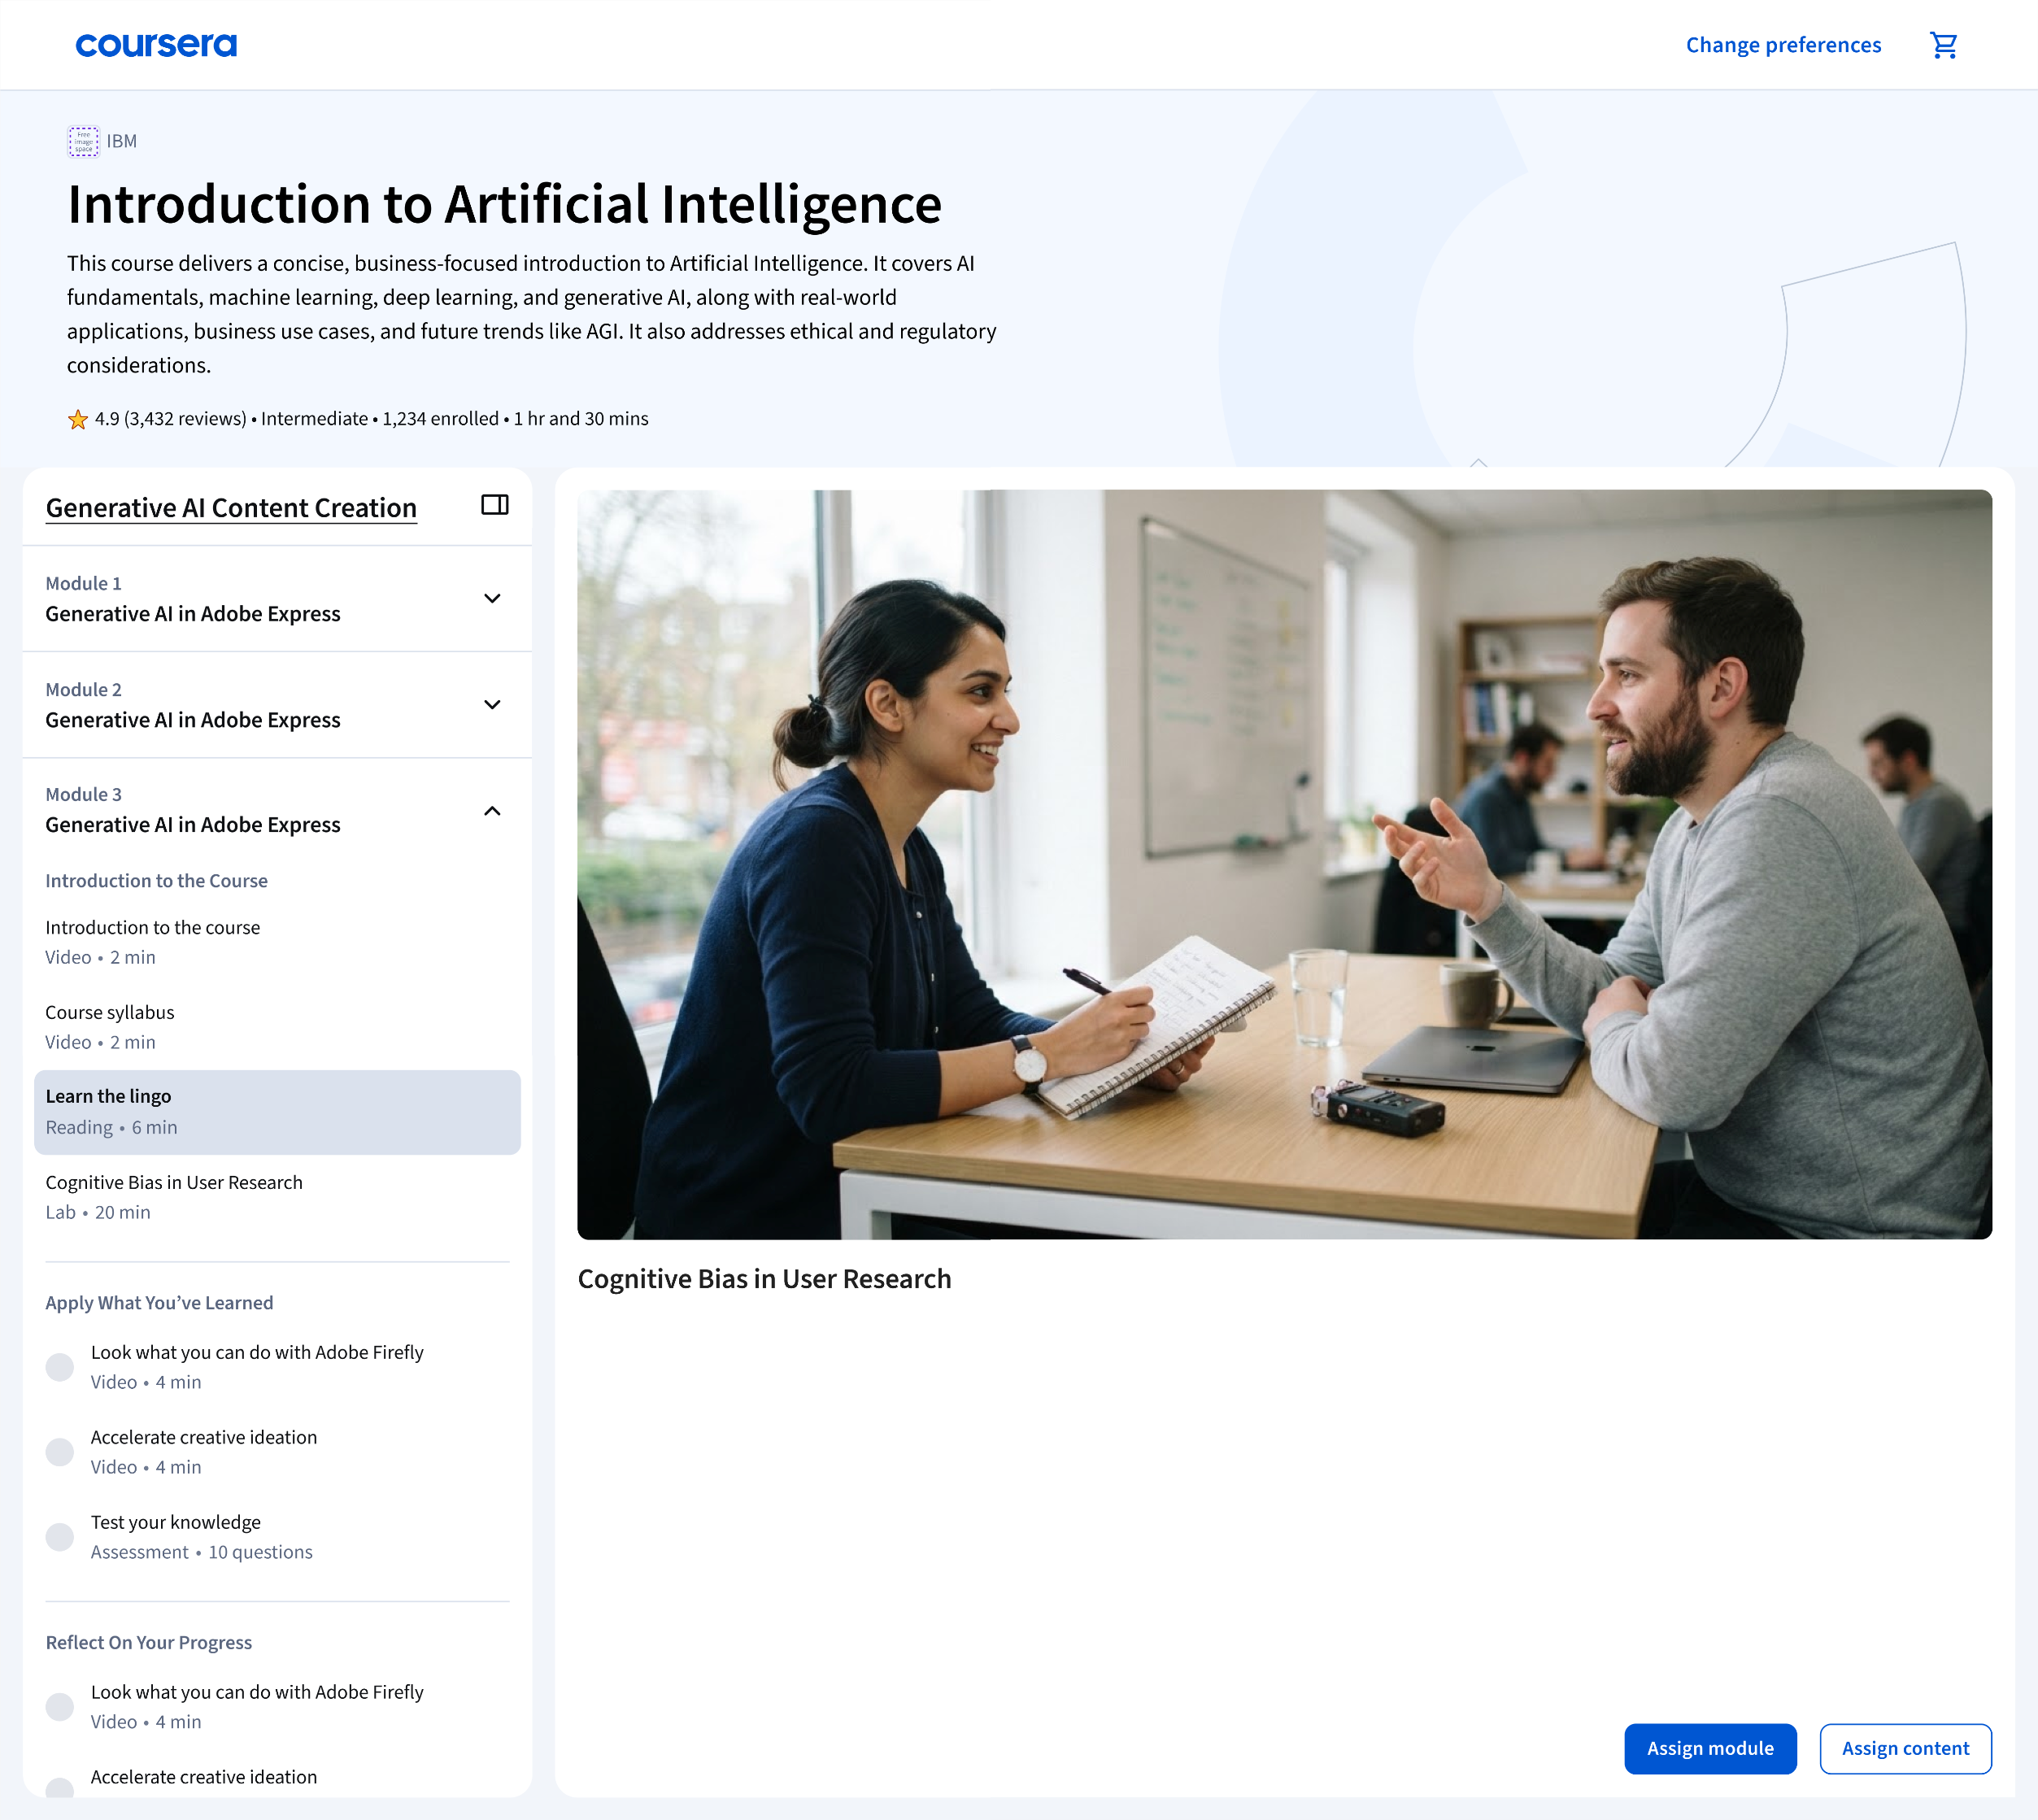 coursera
Change preferences
Free
image
space
IBM
Introduction to Artificial Intelligence
This course delivers a concise, business-focused introduction to Artificial Intelligence. It covers AI
fundamentals, machine learning, deep learning, and generative AI, along with real-world
applications, business use cases, and future trends like AGI. It also addresses ethical and regulatory
considerations.
4.9 (3,432 reviews) • Intermediate • 1,234 enrolled • 1 hr and 30 mins
Generative AI Content Creation
Module 1
Generative AI in Adobe Express
Module 2
Generative AI in Adobe Express
Module 3
Generative AI in Adobe Express
Introduction to the Course
Introduction to the course
Video • 2 min
Course syllabus
Video • 2 min
Learn the lingo
Reading • 6 min
Cognitive Bias in User Research
Lab • 20 min
Apply What You’ve Learned
Look what you can do with Adobe Firefly
Video • 4 min
Accelerate creative ideation
Video • 4 min
Test your knowledge
Assessment • 10 questions
Reflect On Your Progress
Look what you can do with Adobe Firefly
Video • 4 min
Accelerate creative ideation
Cognitive Bias in User Research
Assign module
Assign content